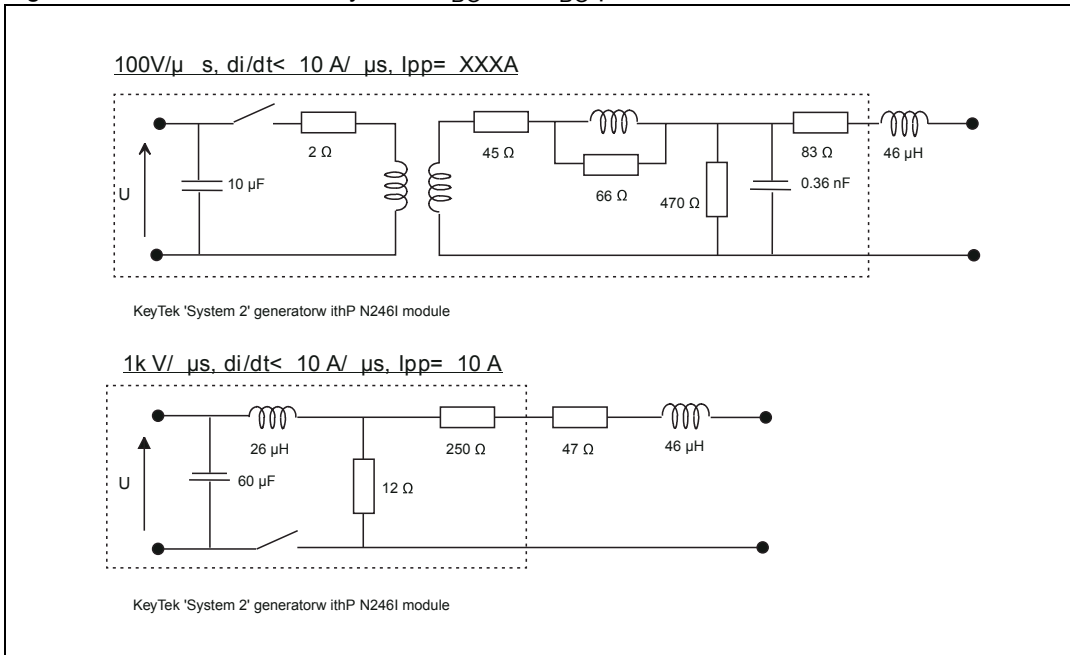 100V/µ s, di/dt< 10 A/ µs, Ipp= XXXA
2 Ω
45 Ω
83 Ω
46 µH
U
10 µF
66 Ω
470 Ω
0.36 nF
KeyTek 'System 2' generatorw ithP N246I module
1k V/ µs, di/dt< 10 A/ µs, Ipp= 10 A
26 µH
250 Ω
47 Ω
46 µH
U
60 µF
12 Ω
KeyTek 'System 2' generatorw ithP N246I module